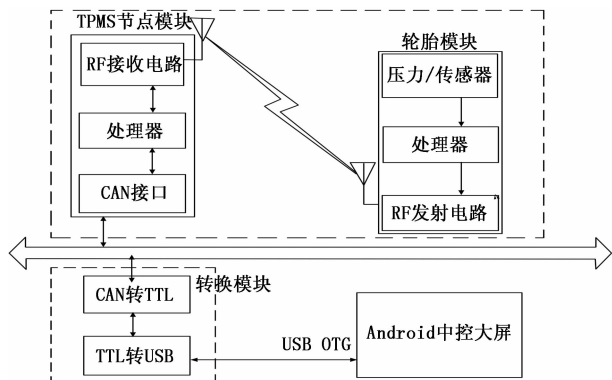 TPMS节点模块
RF接收电路
处理器
CAN接口
轮胎模块
压力/传感器
处理器
RF发射电路
转换模块
CAN转TTL
TTL转USB
USB OTG
Android中控大屏